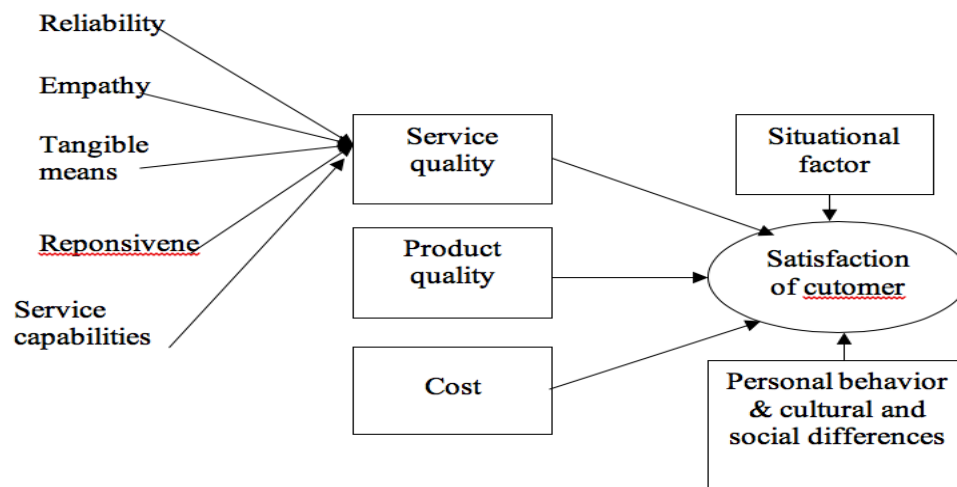 Reliability
Empathy
Tangible
means
Reponsivene
Service
capabilities
Service
quality
Product
quality
Cost
Situational
factor
Satisfaction
of cutomer
Personal behavior
& cultural and
social differences